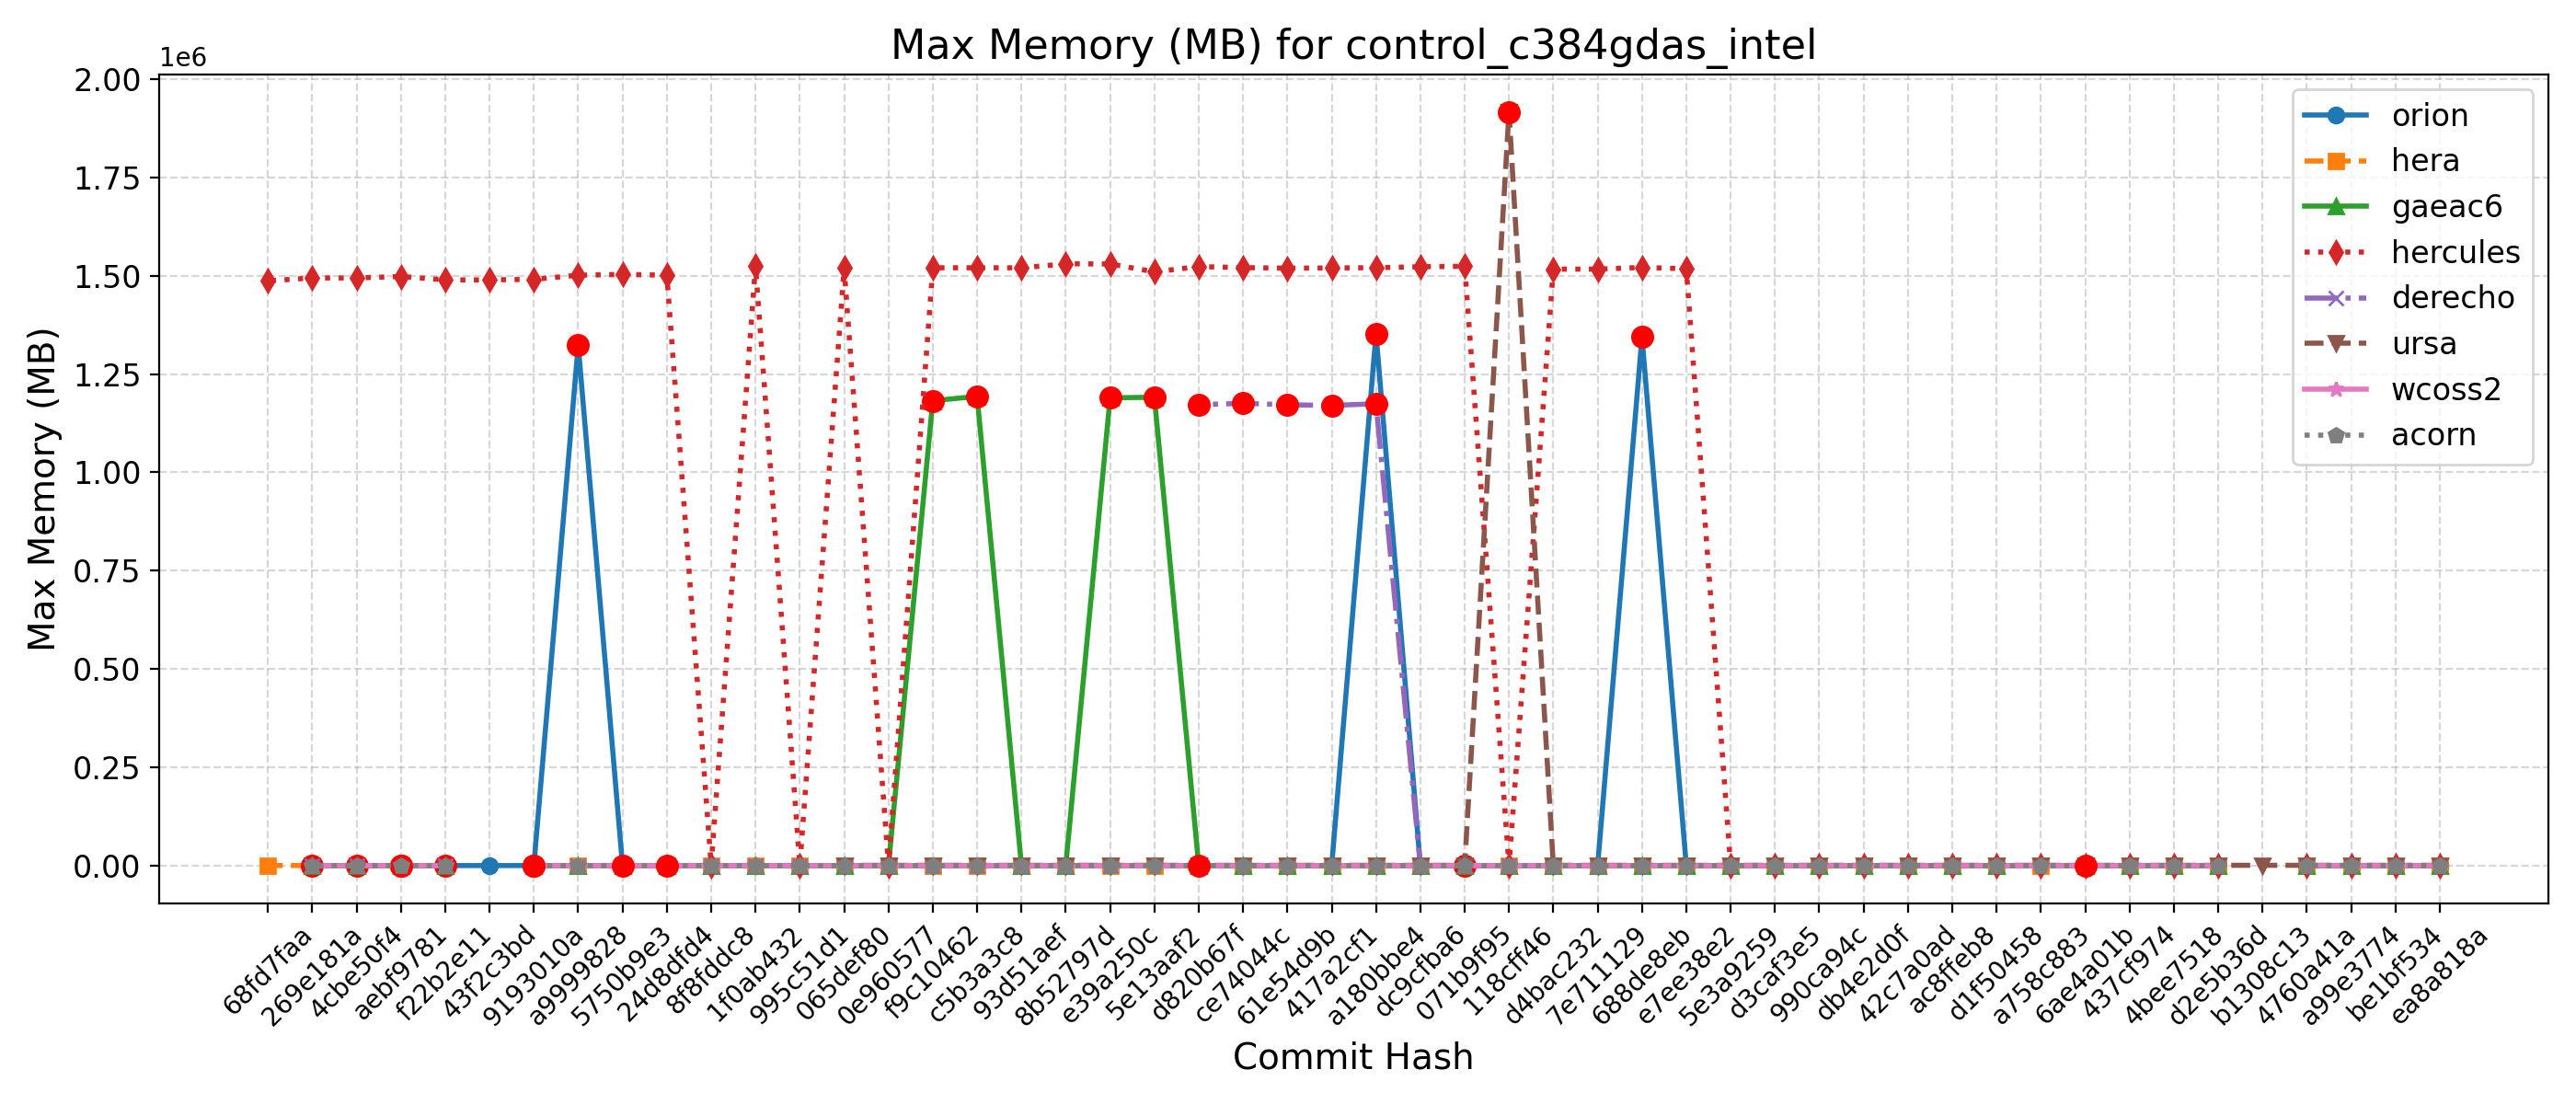 Max Memory (MB) for control_c384gdas_intel
1e6
2.00
1.75
1.50
1.25
1.00
0.75
0.50
0.25
0.00
Max Memory (MB)
orion
hera
gaeac6
hercules
derecho
ursa
wcoss2
acorn
68fd7faa
269e181a
4cbe50f4
aebf9781
f22b2e11
43f2c3bd
9193010a
a9999828
5750b9e3
24d8dfd4
8f8fddc8
1f0ab432
995c51d1
065def80
0e960577
f9c10462
c5b3a3c8
93d51aef
8b52797d
e39a250c
5e13aaf2
d820b67f
ce74044c
61e54d9b
417a2cf1
a180bbe4
dc9cfba6
071b9f95
118cff46
d4bac232
7e711129
688de8eb
e7ee38e2
5e3a9259
d3caf3e5
990ca94c
db4e2d0f
42c7a0ad
ac8ffeb8
d1f50458
a758c883
6ae4a01b
437cf974
4bee7518
d2e5b36d
b1308c13
4760a41a
a99e3774
be1bf534
ea8a818a
Commit Hash